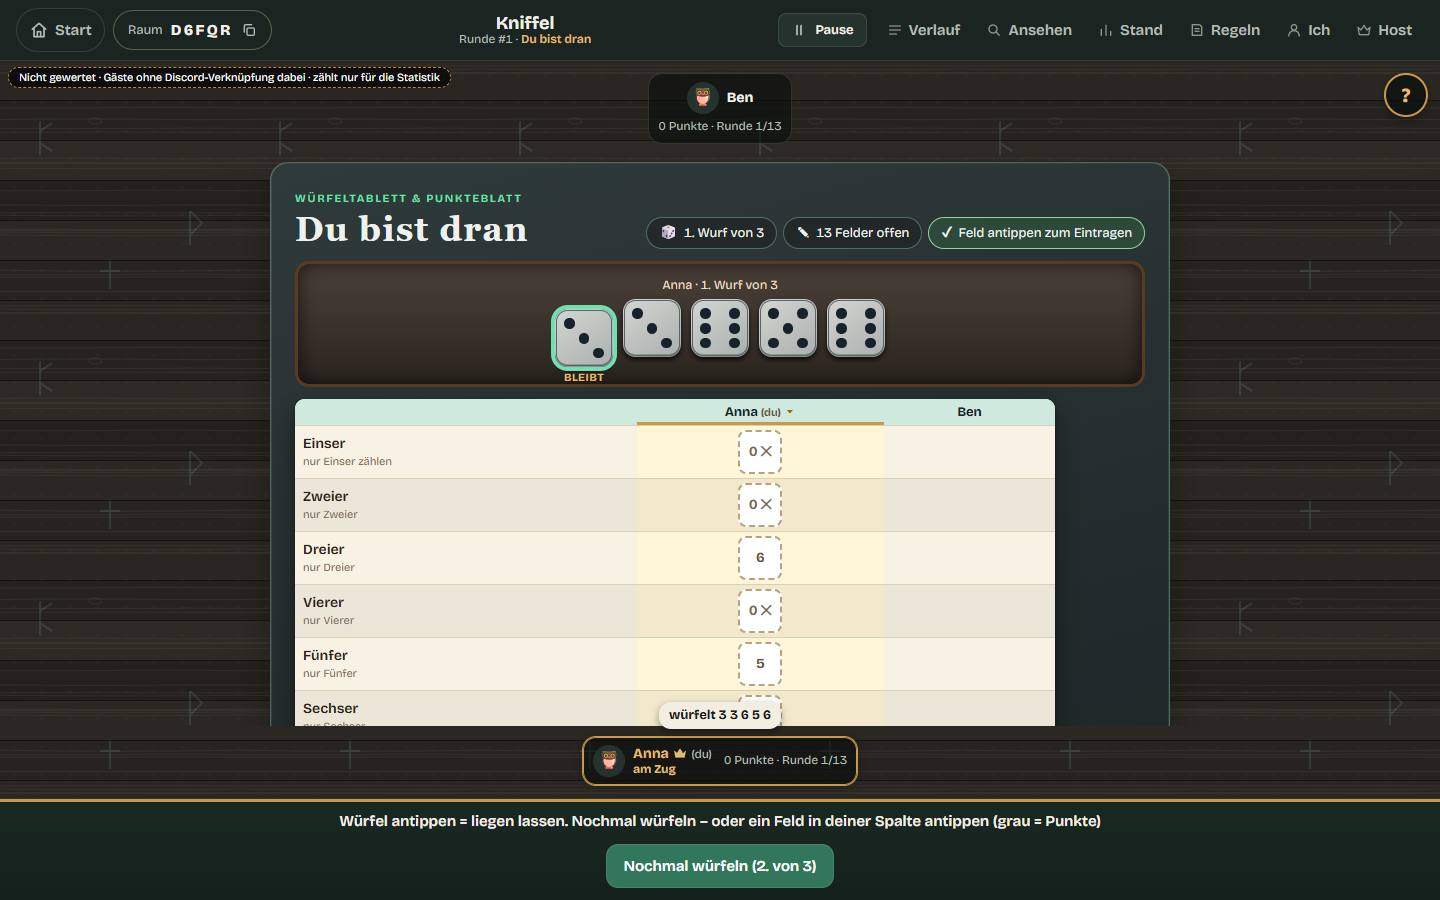 Start
Raum D6FQR
Kniffel
Runde #1 · Du bist dran
Pause
Verlauf
Ansehen
Stand
Regeln
Ich
Host
Nicht gewertet · Gäste ohne Discord-Verknüpfung dabei · zählt nur für die Statistik
Ben
0 Punkte · Runde 1/13
?
WÜRFELTABLETT & PUNKTEBLATT
Du bist dran
1. Wurf von 3
13 Felder offen
✓ Feld antippen zum Eintragen
Anna · 1. Wurf von 3
BLEIBT
Anna (du)
Ben
Einser
nur Einser zählen
0 ×
Zweier
nur Zweier
0 ×
Dreier
nur Dreier
6
Vierer
nur Vierer
0 ×
Fünfer
nur Fünfer
5
Sechser
nur Sechser
würfelt 3 3 6 5 6
Anna (du)
am Zug
0 Punkte · Runde 1/13
Würfel antippen = liegen lassen. Nochmal würfeln – oder ein Feld in deiner Spalte antippen (grau = Punkte)
Nochmal würfeln (2. von 3)